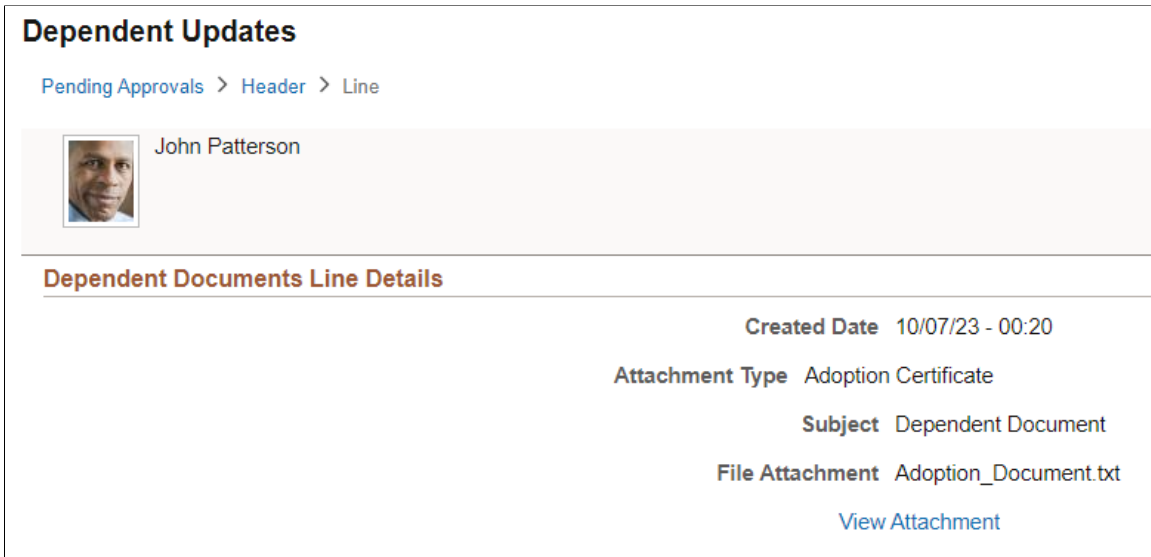 Dependent Updates
Pending Approvals > Header > Line
John Patterson
Dependent Documents Line Details
Created Date 10/07/23 - 00:20
Attachment Type Adoption Certificate
Subject Dependent Document
File Attachment Adoption_Document.txt
View Attachment